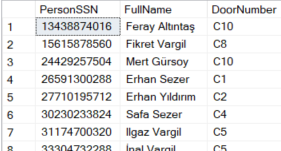 PersonSSN FullName DoorNumber
1 13438874016 Feray Altıntaş C10
2 15615878560 Fikret Vargil C8
3 24429257504 Mert Gürsoy C10
4 26591300288 Erhan Sezer C1
5 27710195712 Erhan Yıldırım C2
6 30230233824 Safa Sezer C4
7 31174700320 Ilgaz Vargil C5
8 33304732288 İnal Vargil C5